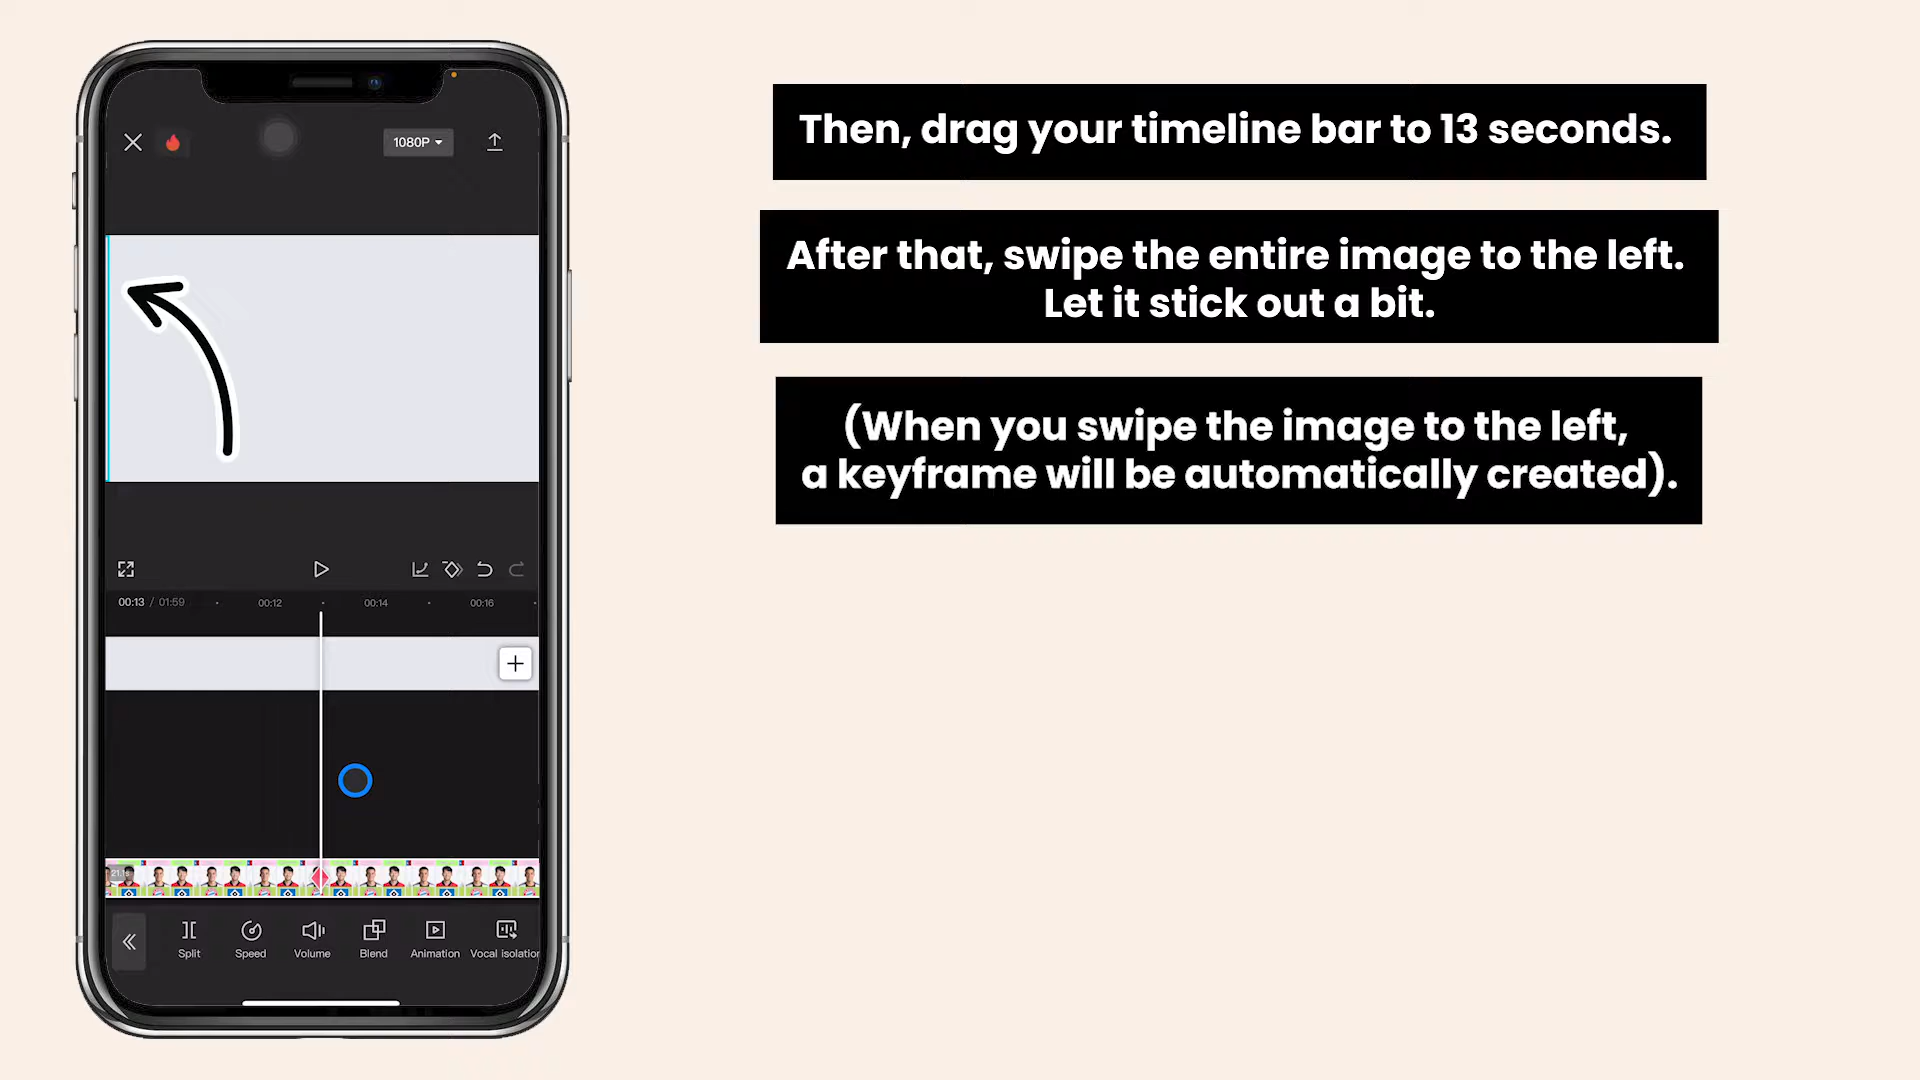 Then, drag your timeline bar to 13 seconds.
After that, swipe the entire image to the left.
Let it stick out a bit.
(When you swipe the image to the left,
a keyframe will be automatically created).
1080P
00:13 / 01:59
00:12
00:14
00:16
Split
Speed
Volume
Blend
Animation
Vocal isolation